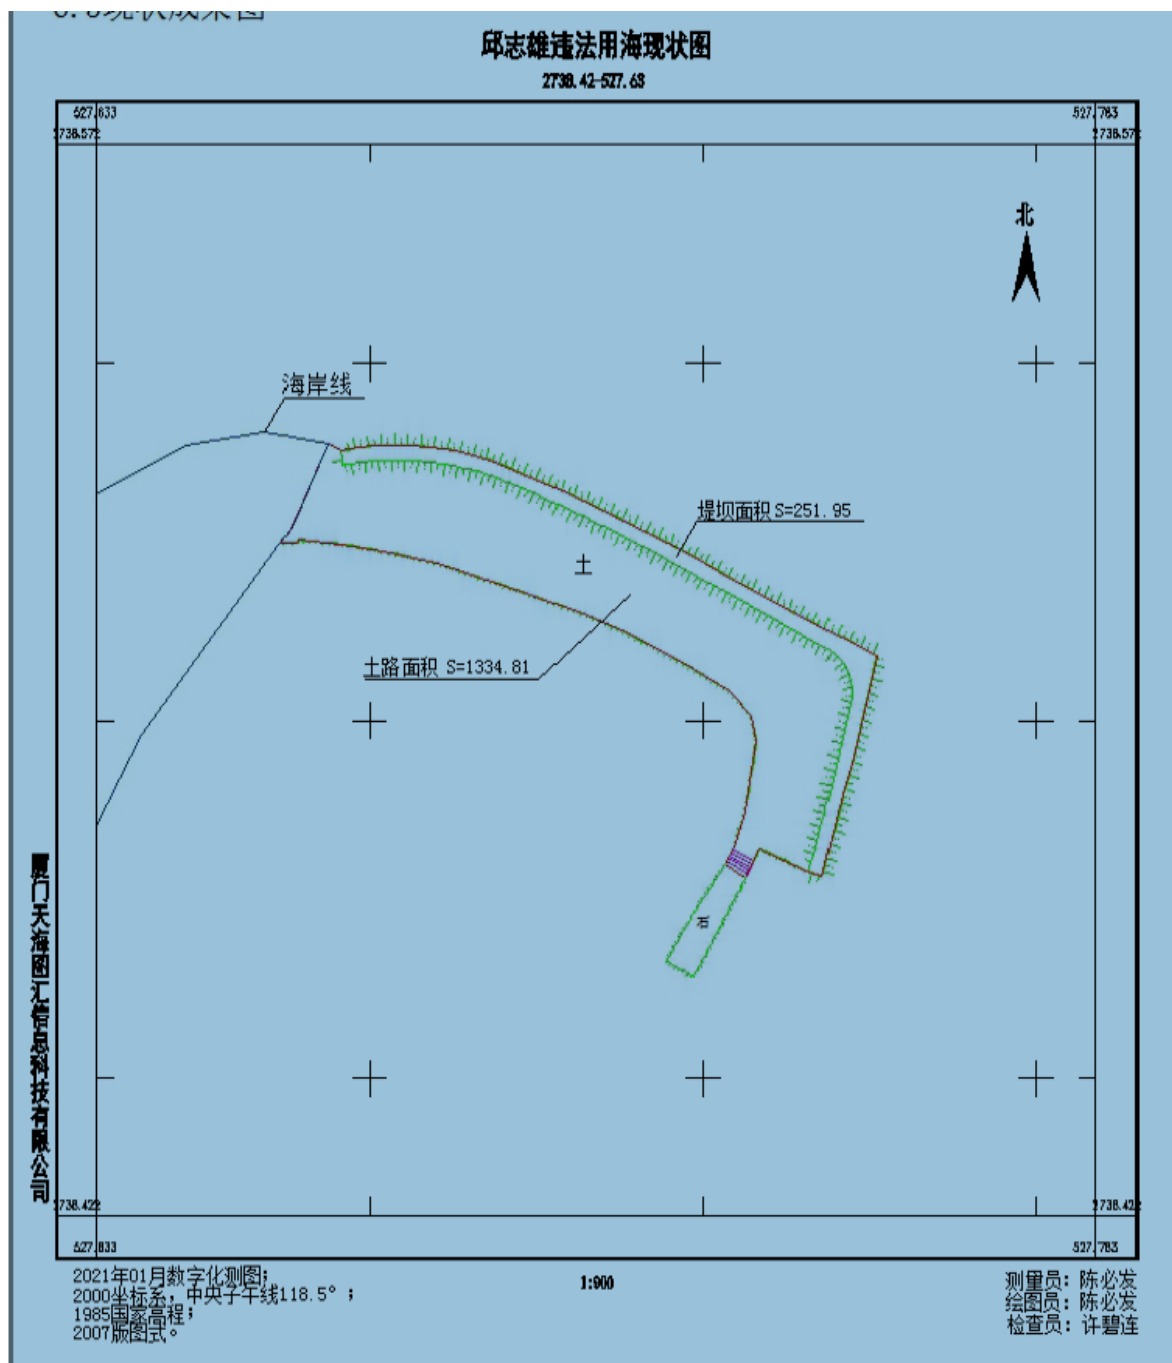 邱志雄违法用海现状图
2738.42-527.63
527.633
527.783
2738.572
2738.572
北
海岸线
堤坝面积 S=251.95
土
土路面积 S=1334.81
厦门天海图汇信息科技有限公司
2738.422
2738.422
527.633
527.783
2021年01月数字化测图;
2000坐标系，中央子午线118.5°;
1985国家高程;
2007版图式。
1:900
测量员: 陈必发
绘图员: 陈必发
检查员: 许碧连